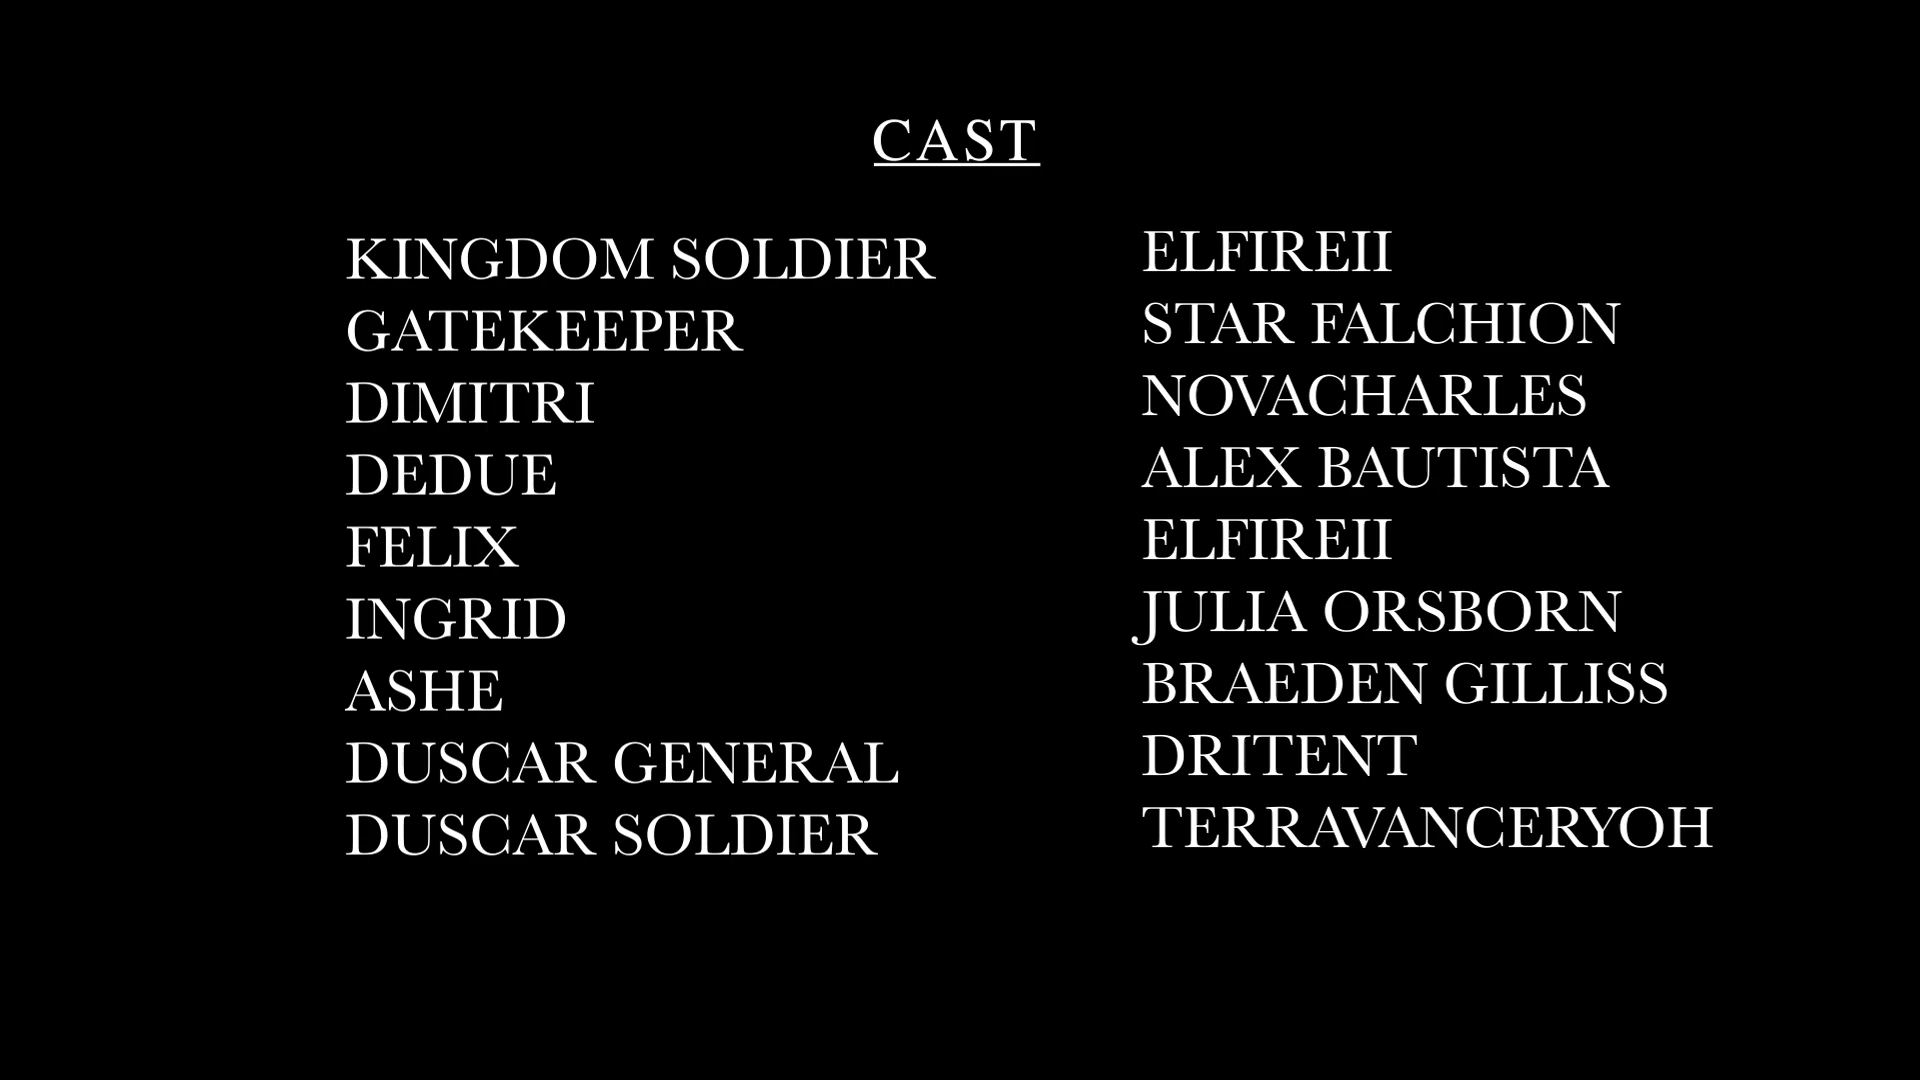 CAST
KINGDOM SOLDIER ELFIREII
GATEKEEPER STAR FALCHION
DIMITRI NOVACHARLES
DEDUE ALEX BAUTISTA
FELIX ELFIREII
INGRID JULIA ORSBORN
ASHE BRAEDEN GILLISS
DUSCAR GENERAL DRITENT
DUSCAR SOLDIER TERRAVANCERYOH